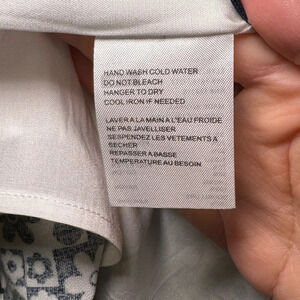 HAND WASH COLD WATER
DO NOT BLEACH
HANGER TO DRY
COOL IRON IF NEEDED
LAVER A LA MAIN A L'EAU FROIDE
NE PAS JAVELLISER
SESPENDEZ LES VETEMENTS A
SECHER
REPASSER A BASSE
TEMPERATURE AU BESOIN